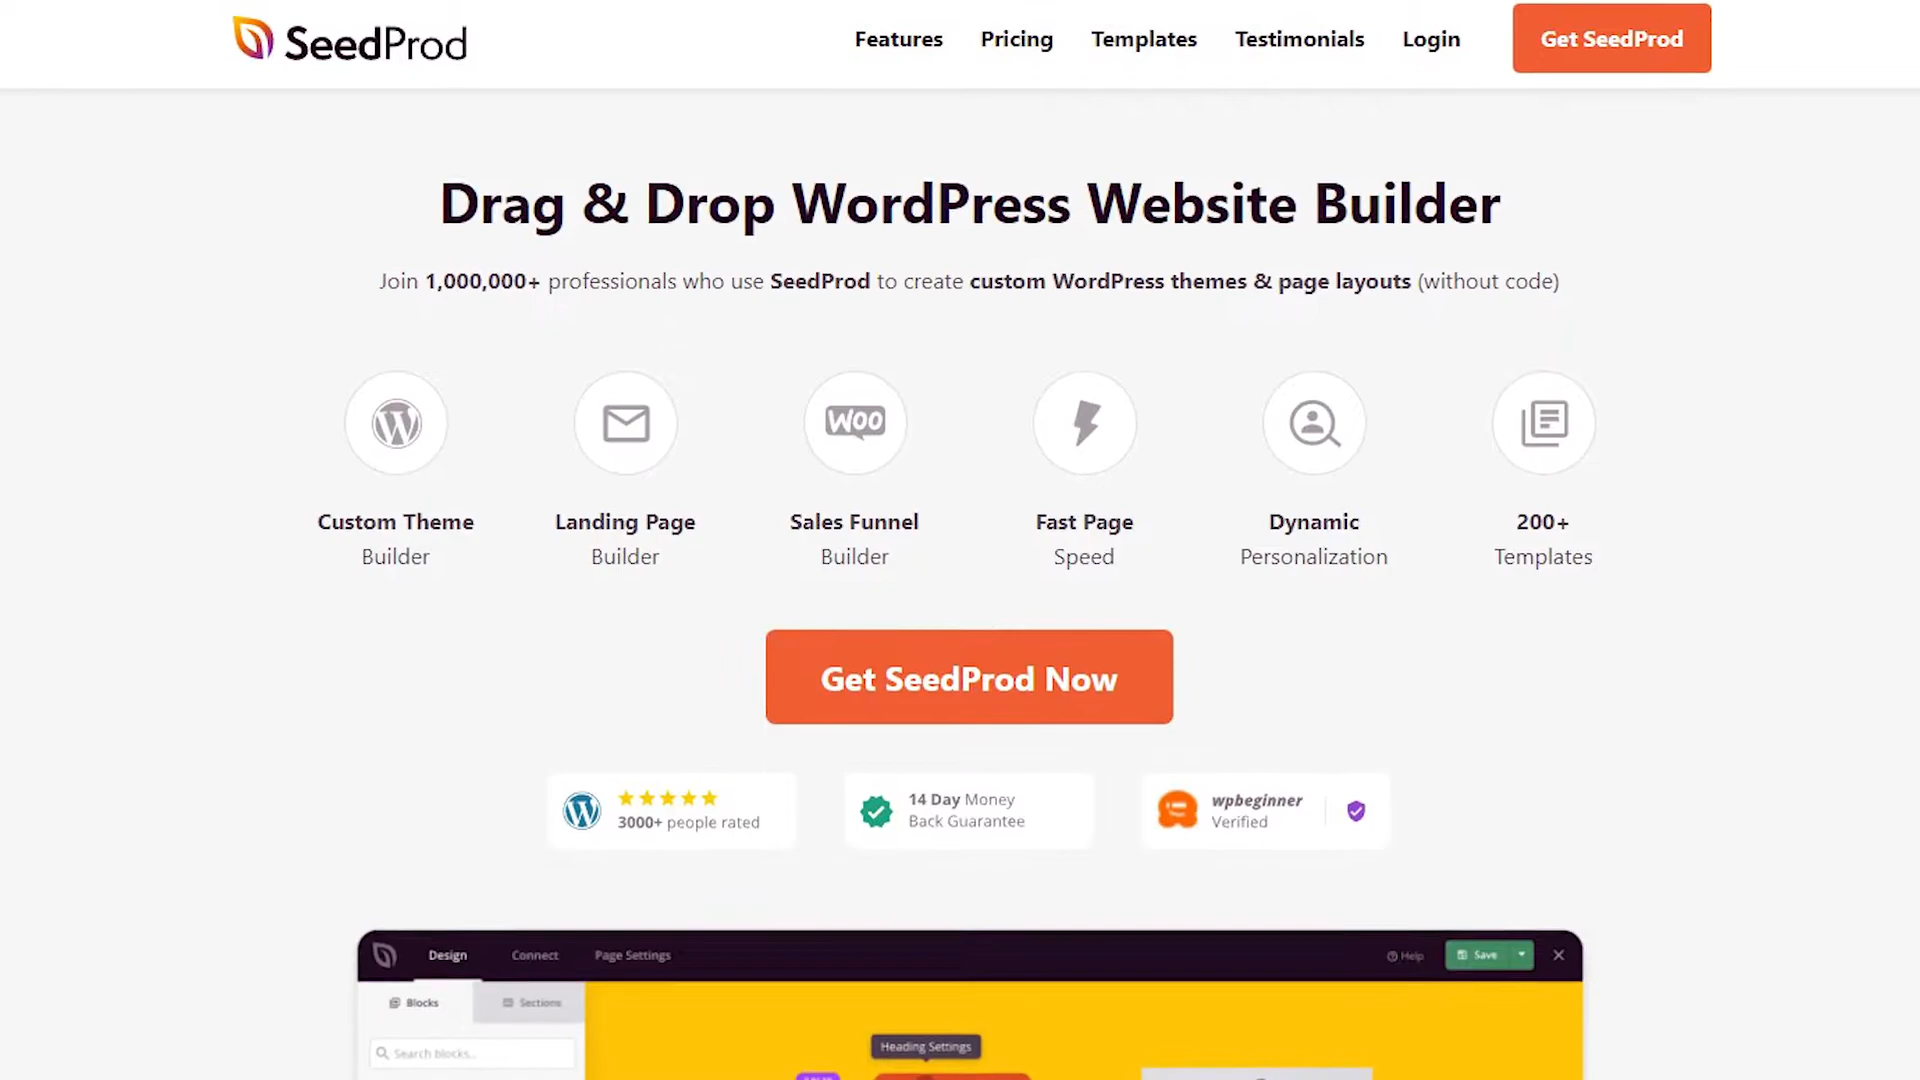 SeedProd
Features Pricing Templates Testimonials Login Get SeedProd
Drag & Drop WordPress Website Builder
Join 1,000,000+ professionals who use SeedProd to create custom WordPress themes & page layouts (without code)
WOO
Custom Theme Builder
Landing Page Builder
Sales Funnel Builder
Fast Page Speed
Dynamic Personalization
200+ Templates
Get SeedProd Now
3000+ people rated
14 Day Money
Back Guarantee
wpbeginner
Verified
Design Connect Page Settings Help Save
Blocks Sections
Search blocks...
Heading Settings